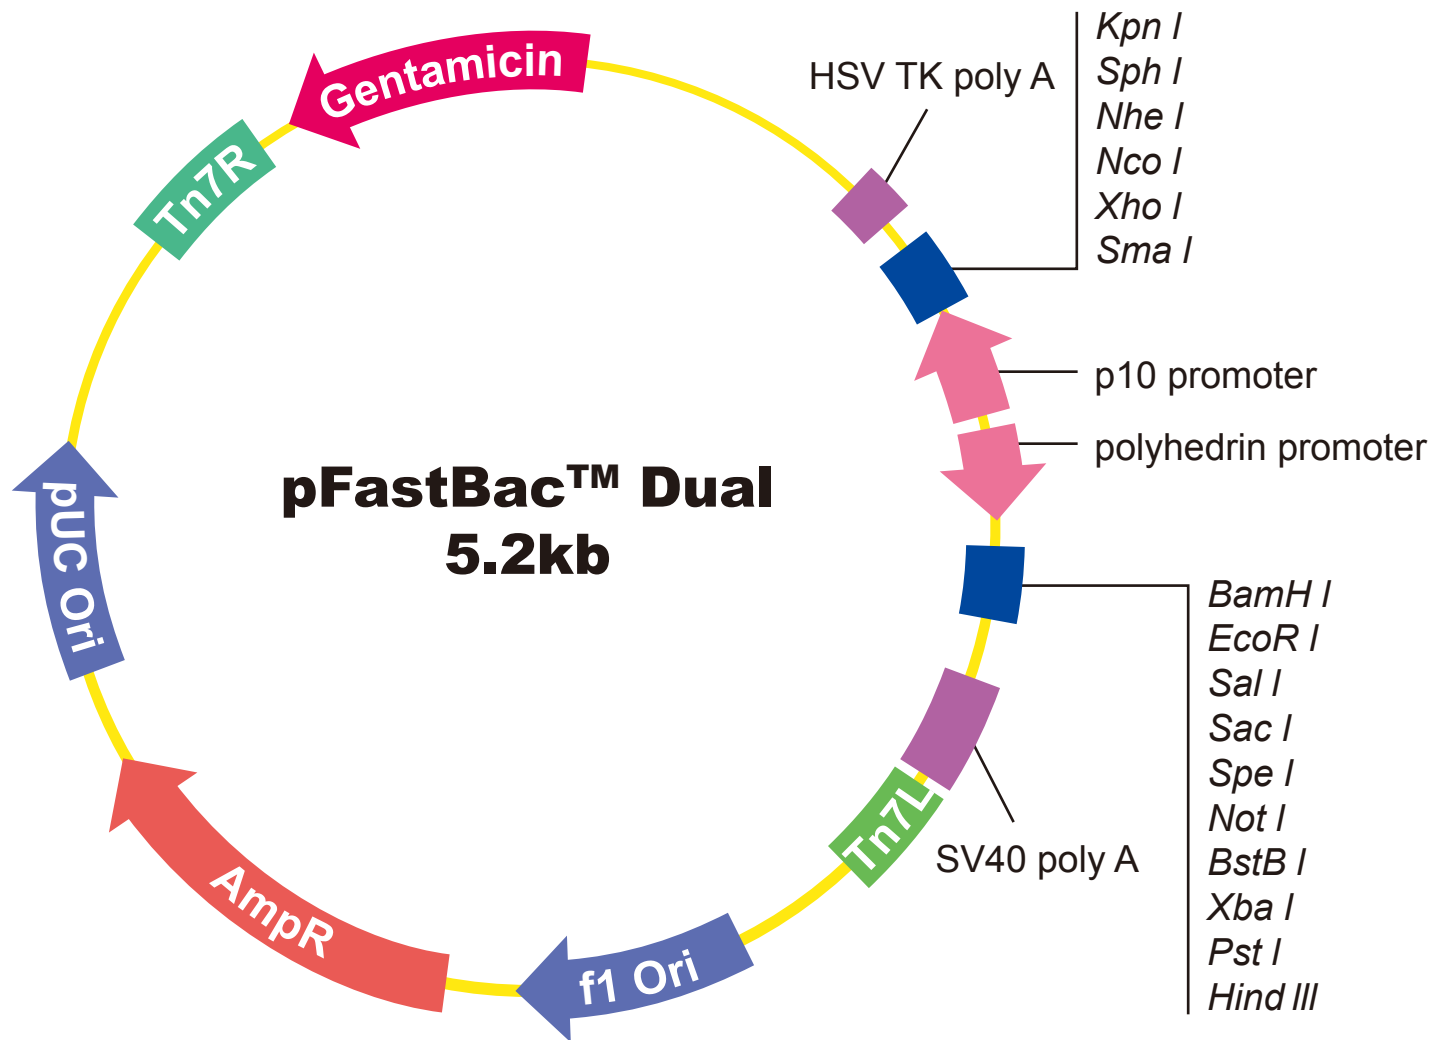 Gentamicin
HSV TK poly A
Kpn I
Sph I
Nhe I
Nco I
Xho I
Sma I
Tn7R
p10 promoter
polyhedrin promoter
pFastBac™ Dual
5.2kb
pUC Ori
BamH I
EcoR I
Sal I
Sac I
Spe I
Not I
BstB I
Xba I
Pst I
Hind III
Tn7L
SV40 poly A
AmpR
f1 Ori